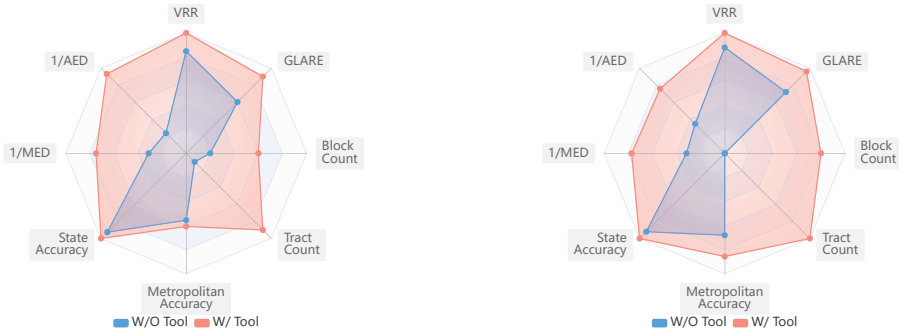 VRR
1/AED
GLARE
1/MED
Block
Count
State
Accuracy
Tract
Count
Metropolitan
Accuracy
W/O Tool W/ Tool
VRR
1/AED
GLARE
1/MED
Block
Count
State
Accuracy
Tract
Count
Metropolitan
Accuracy
W/O Tool W/ Tool